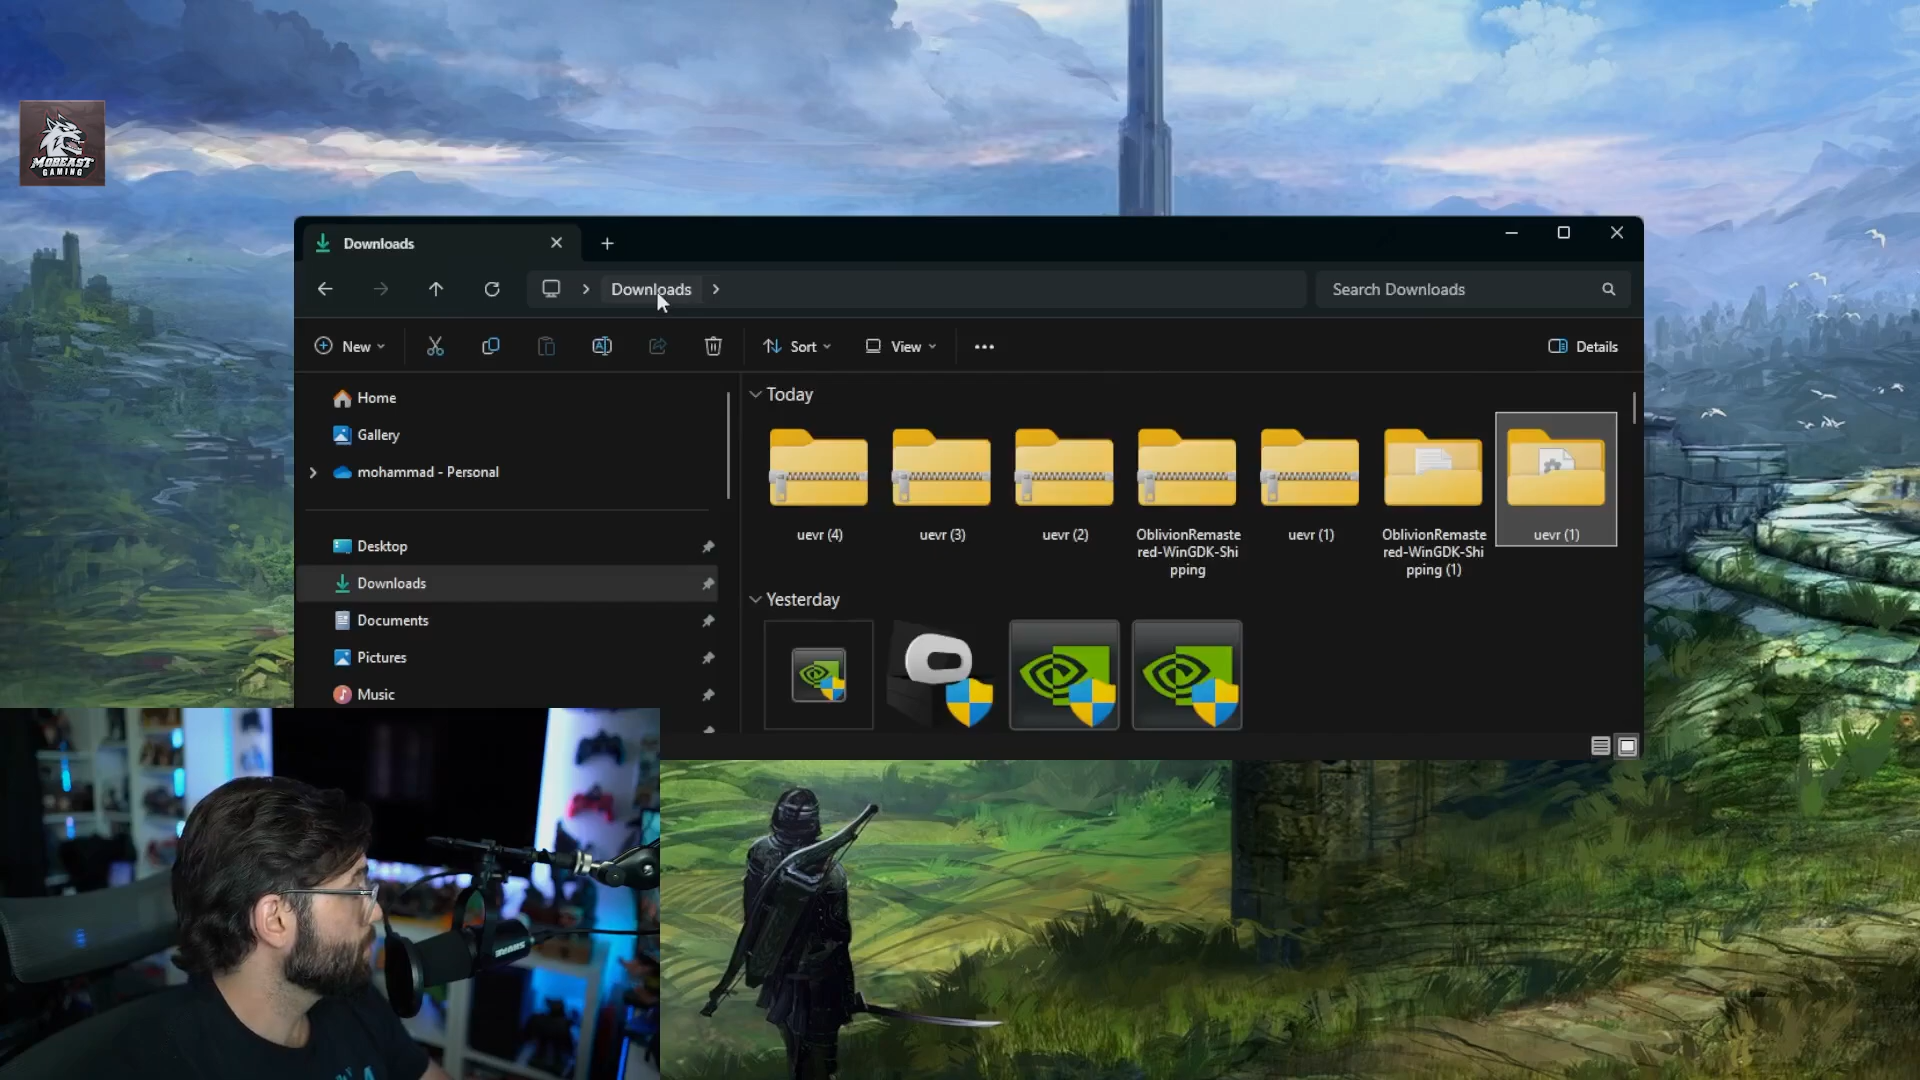 MOBEAST
GAMING
Downloads
Downloads
Search Downloads
New
Sort
View
Details
Home
Gallery
mohammad - Personal
Desktop
Downloads
Documents
Pictures
Music
Today
uevr (4)
uevr (3)
uevr (2)
OblivionRemaste
red-WinGDK-Shi
pping
uevr (1)
OblivionRemaste
red-WinGDK-Shi
pping (1)
uevr (1)
Yesterday
SHURE